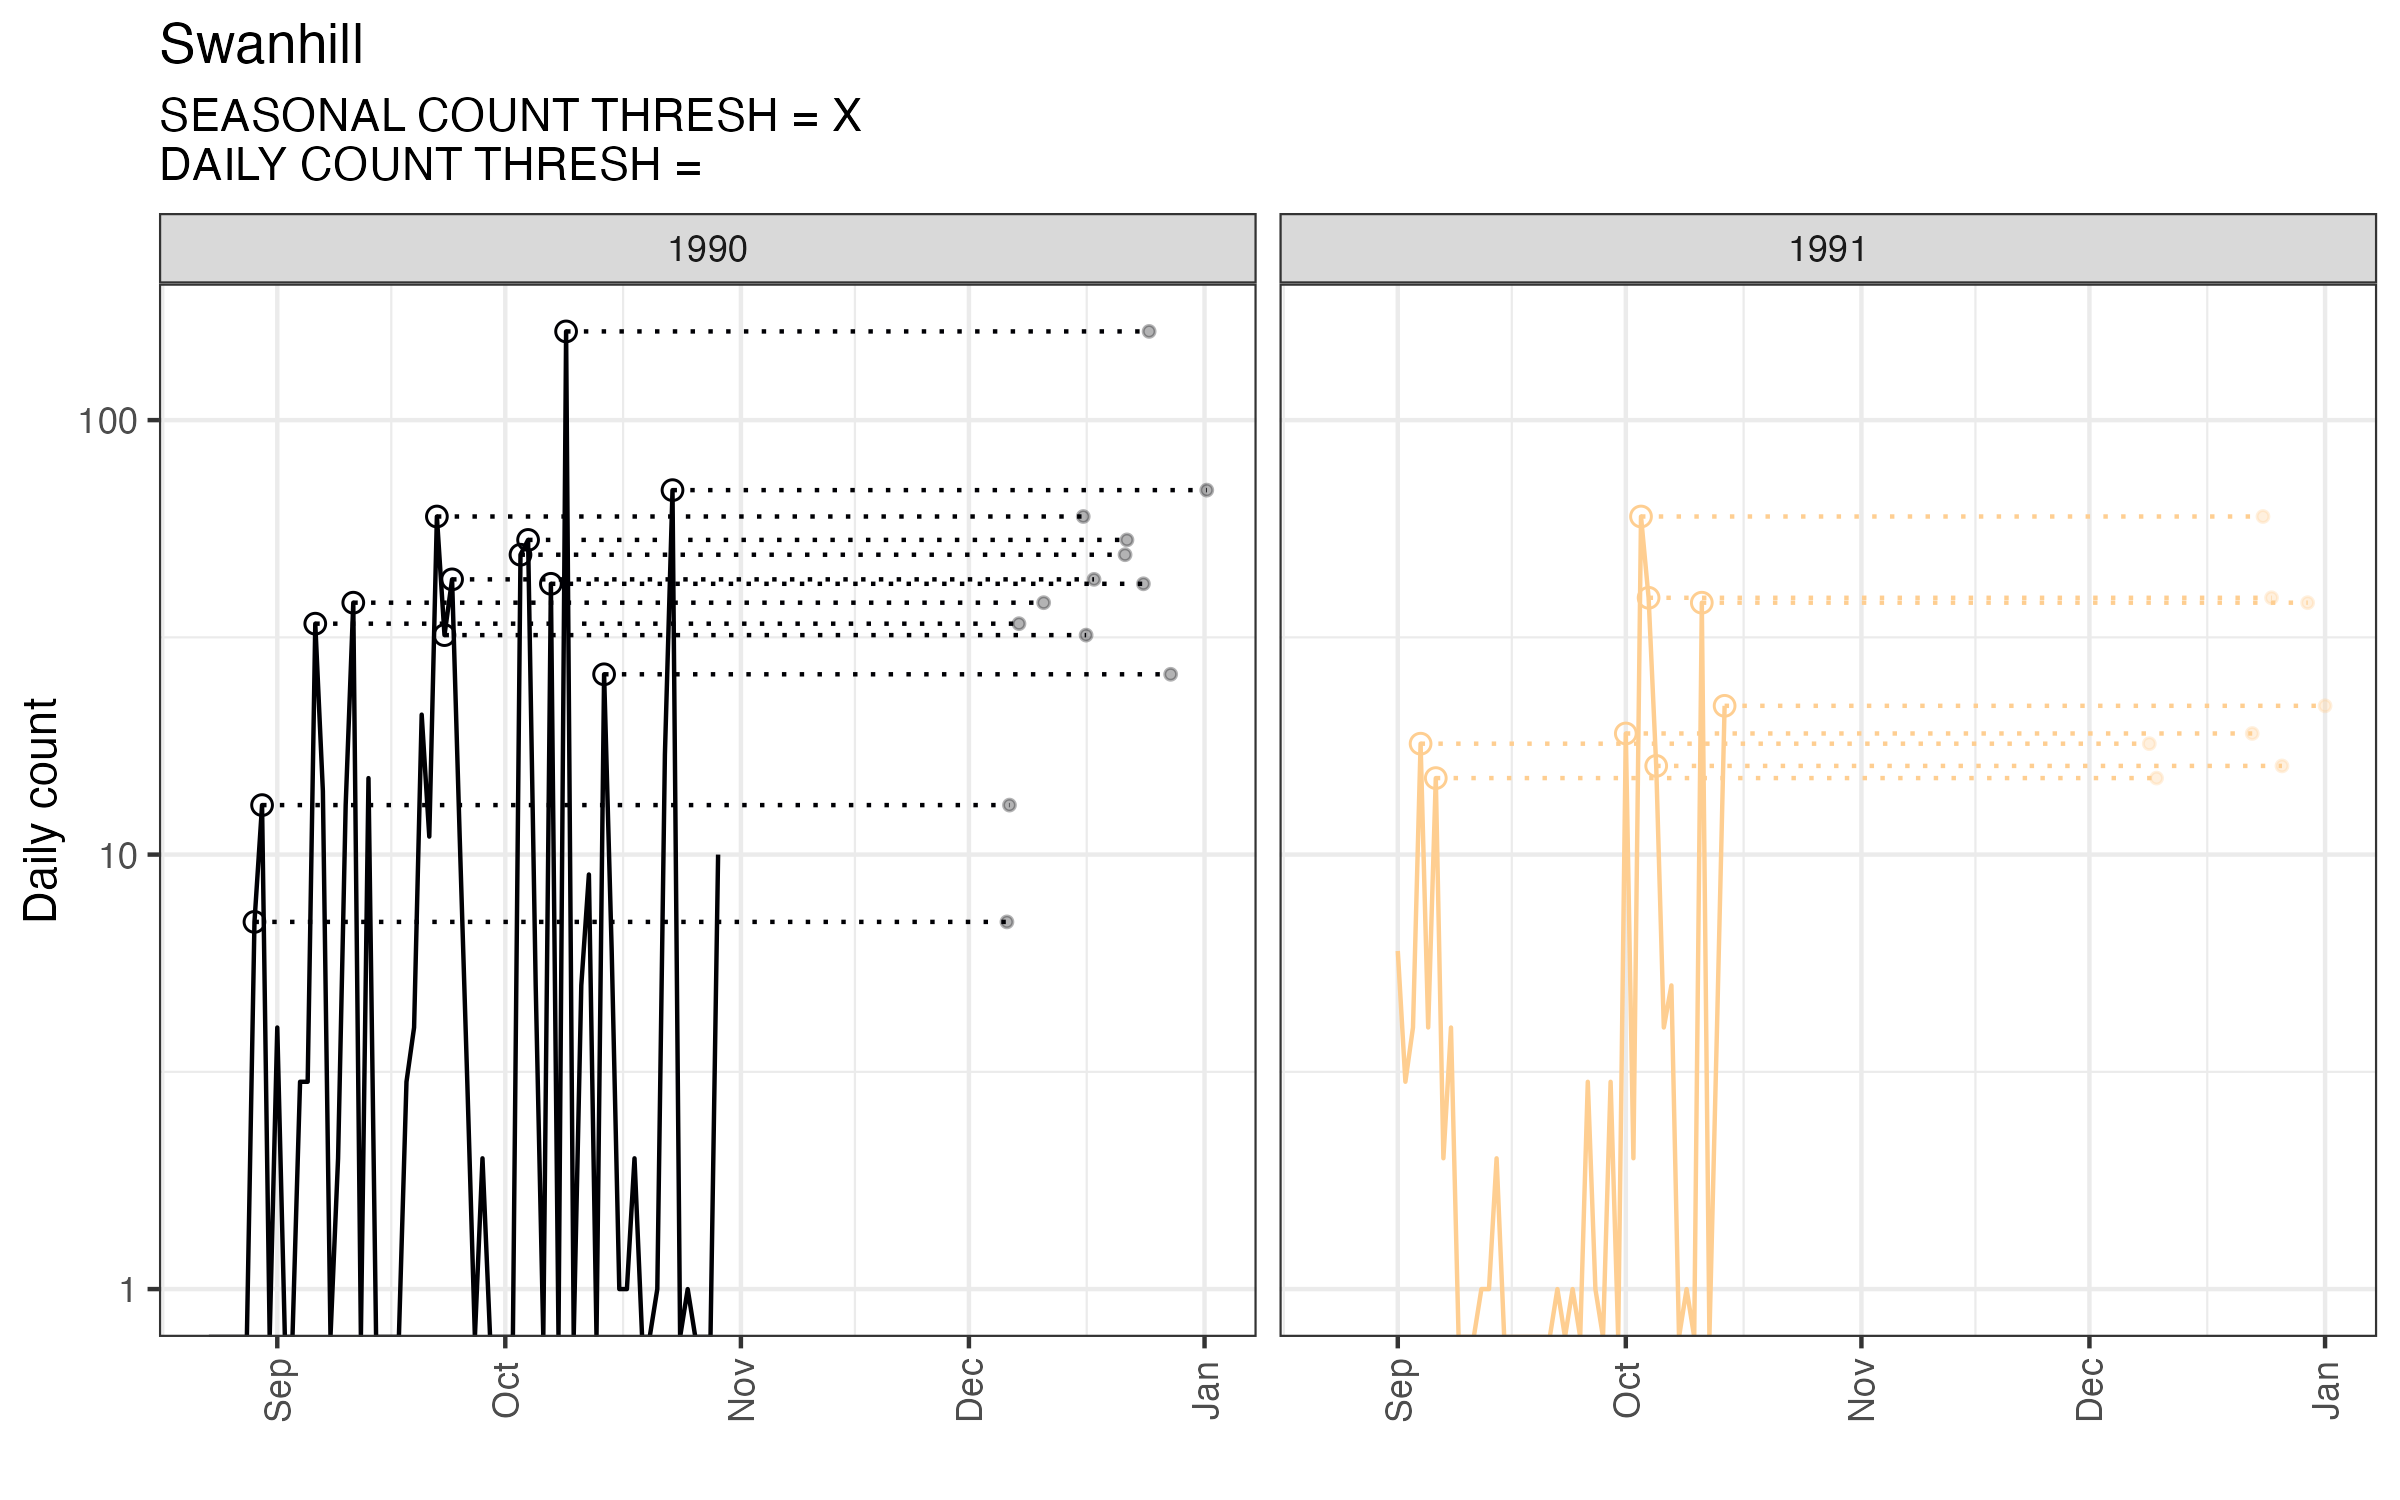 Swanhill
SEASONAL COUNT THRESH = X
DAILY COUNT THRESH =
1990
1991
Daily count
100
10
1
Sep
Oct
Nov
Dec
Jan
Sep
Oct
Nov
Dec
Jan